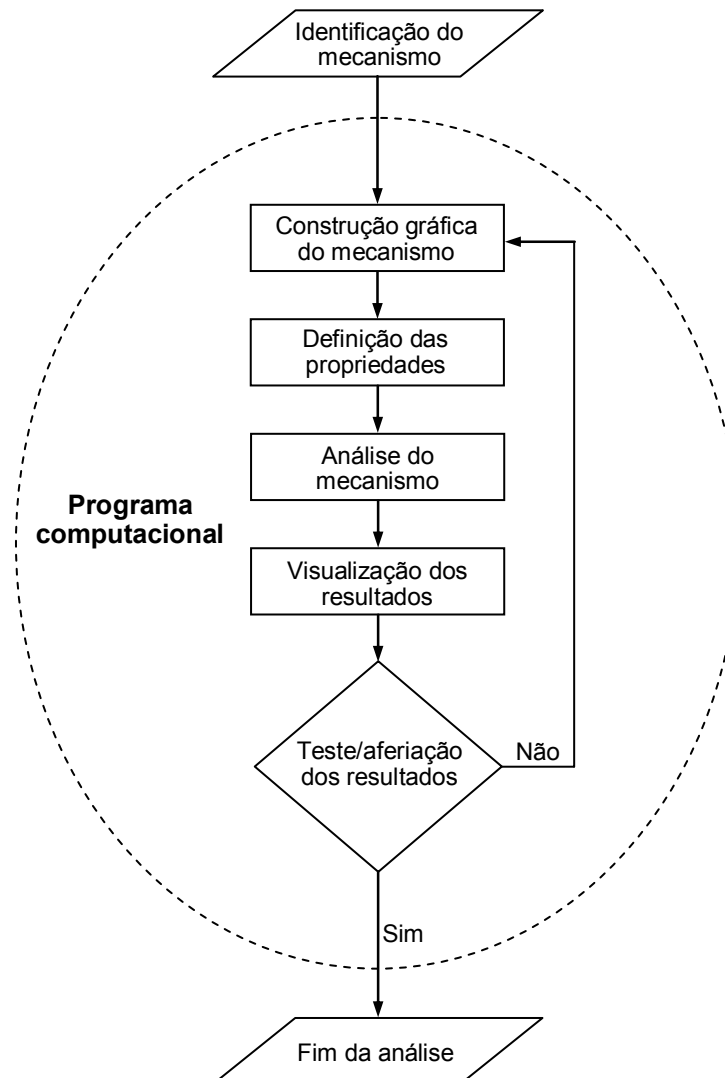 Identificação do
mecanismo
Construção gráfica
do mecanismo
Definição das
propriedades
Análise do
mecanismo
Programa
computacional
Visualização dos
resultados
Teste/aferiação
dos resultados
Não
Sim
Fim da análise